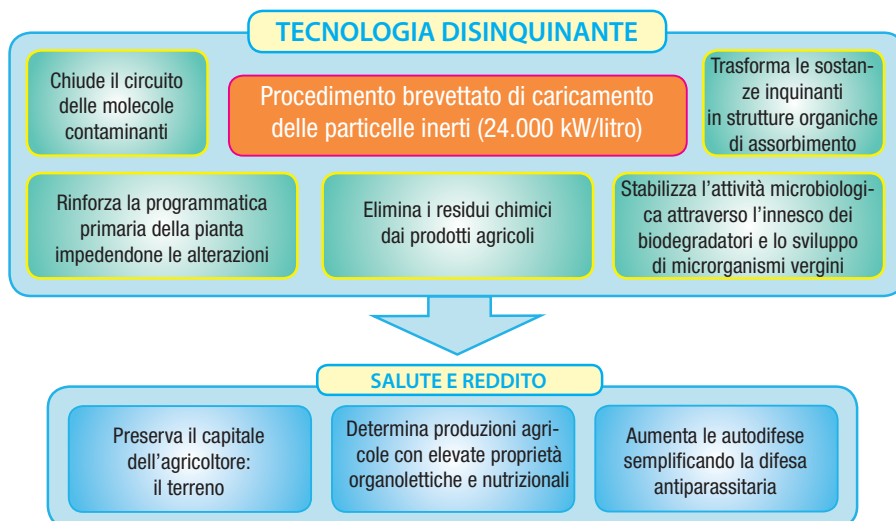 TECNOLOGIA DISINQUINANTE
Chiude il circuito
delle molecole
contaminanti
Procedimento brevettato di caricamento
delle particelle inerti (24.000 kW/litro)
Trasforma le sostan-
ze inquinanti
in strutture organiche
di assorbimento
Rinforza la programmatica
primaria della pianta
impedendone le alterazioni
Elimina i residui chimici
dai prodotti agricoli
Stabilizza l’attività microbiologi-
ca attraverso l’innesco dei
biodegradatori e lo sviluppo
di microrganismi vergini
SALUTE E REDDITO
Preserva il capitale
dell’agricoltore:
il terreno
Determina produzioni agri-
cole con elevate proprietà
organolettiche e nutrizionali
Aumenta le autodifese
semplificando la difesa
antiparassitaria